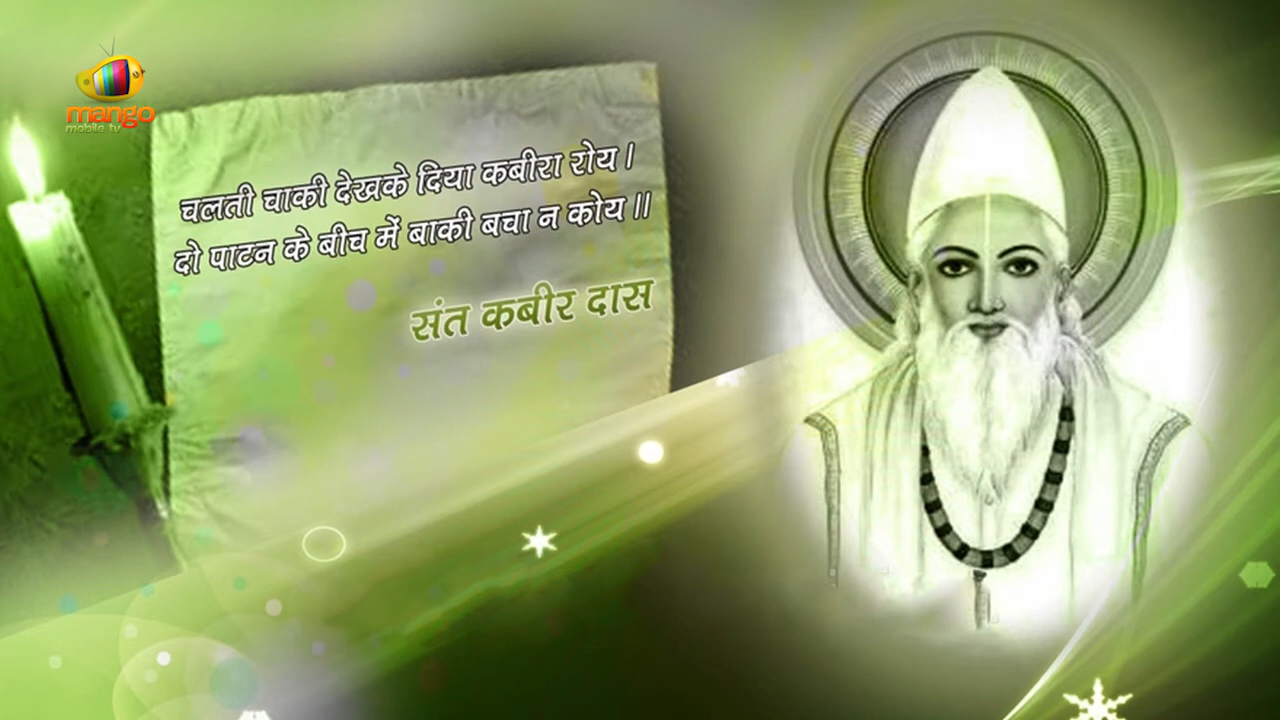 mango
mobile tv
चलती चाकी देखके दिया कबीरा रोय।
दो पाटन के बीच में बाकी बचा न कोय॥
संत कबीर दास